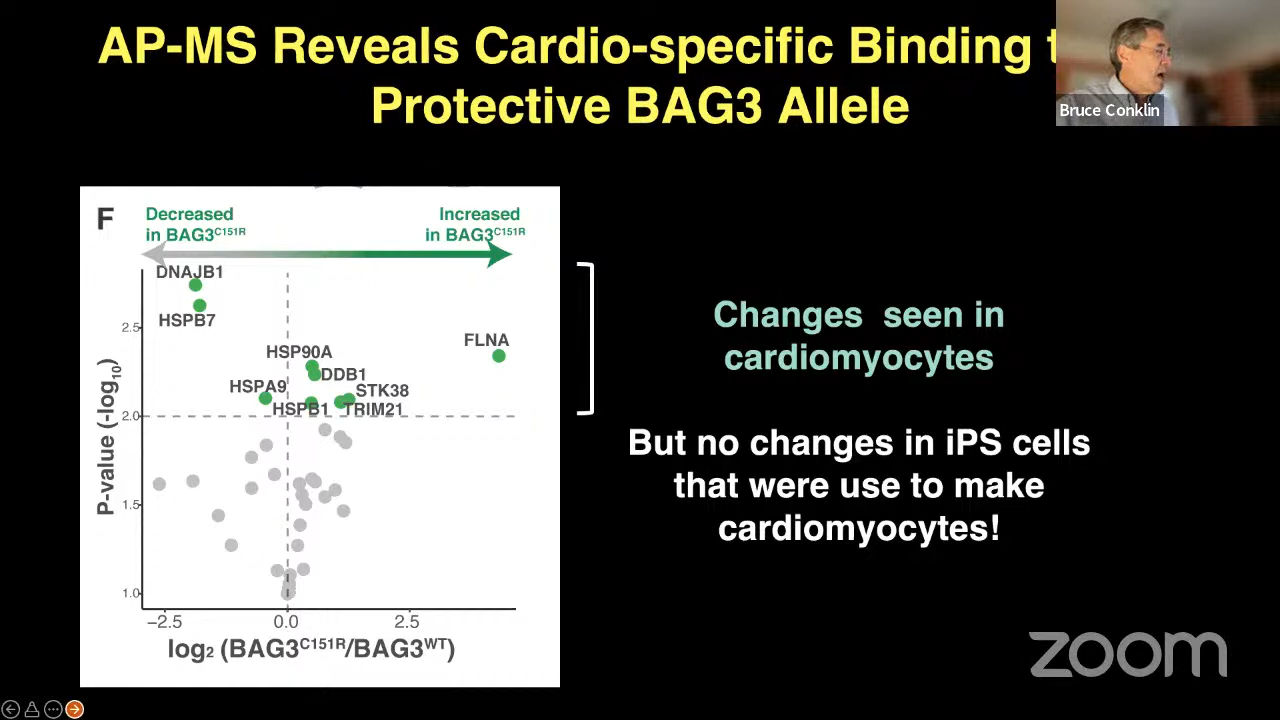 AP-MS Reveals Cardio-specific Binding
Protective BAG3 Allele
Bruce Conklin
F
Decreased
in BAG3C151R
Increased
in BAG3C151R
DNAJB1
HSPB7
2.5
FLNA
HSP90A
DDB1
HSPA9
STK38
HSPB1
TRIM21
2.0
1.5
1.0
P-value (-log10)
−2.5
0.0
2.5
log2 (BAG3C151R/BAG3WT)
Changes seen in
cardiomyocytes
But no changes in iPS cells
that were use to make
cardiomyocytes!
zoom